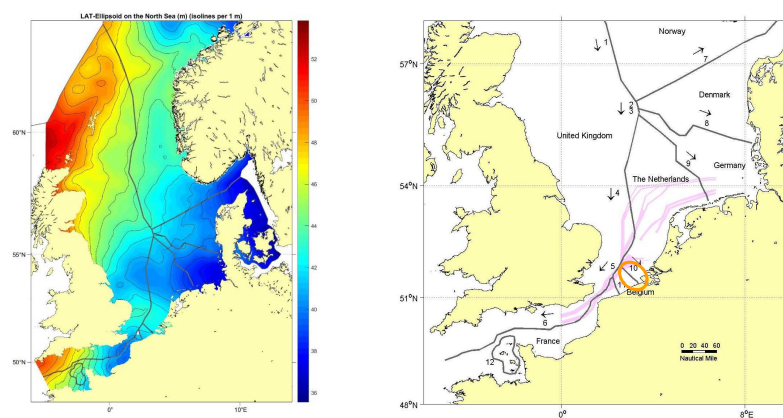 LAT-Ellipsoid on the North Sea (m) (isolines per 1 m)
60°N
55°N
50°N
0°
10°E
52
50
48
46
44
42
40
38
36
Norway
1
57°N
7
2
3
Denmark
8
United Kingdom
9
Germany
The Netherlands
54°N
4
5
10
11
51°N
Belgium
6
France
12
0 20 40 60
Nautical Mile
48°N
0°
8°E